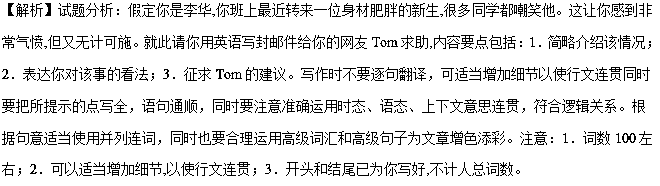 【解析】试题分析：假定你是李华,你班上最近转来一位身材肥胖的新生,很多同学都嘲笑他。这让你感到非
常气愤,但又无计可施。就此请你用英语写封邮件给你的网友Tom求助,内容要点包括：1．简略介绍该情况；
2．表达你对该事的看法；3．征求Tom的建议。写作时不要逐句翻译，可适当增加细节以使行文连贯同时
要把所提示的点写全，语句通顺，同时要注意准确运用时态、语态、上下文意思连贯，符合逻辑关系。根
据句意适当使用并列连词，同时也要合理运用高级词汇和高级句子为文章增色添彩。注意：1．词数100左
右；2．可以适当增加细节,以使行文连贯；3．开头和结尾已为你写好,不计人总词数。